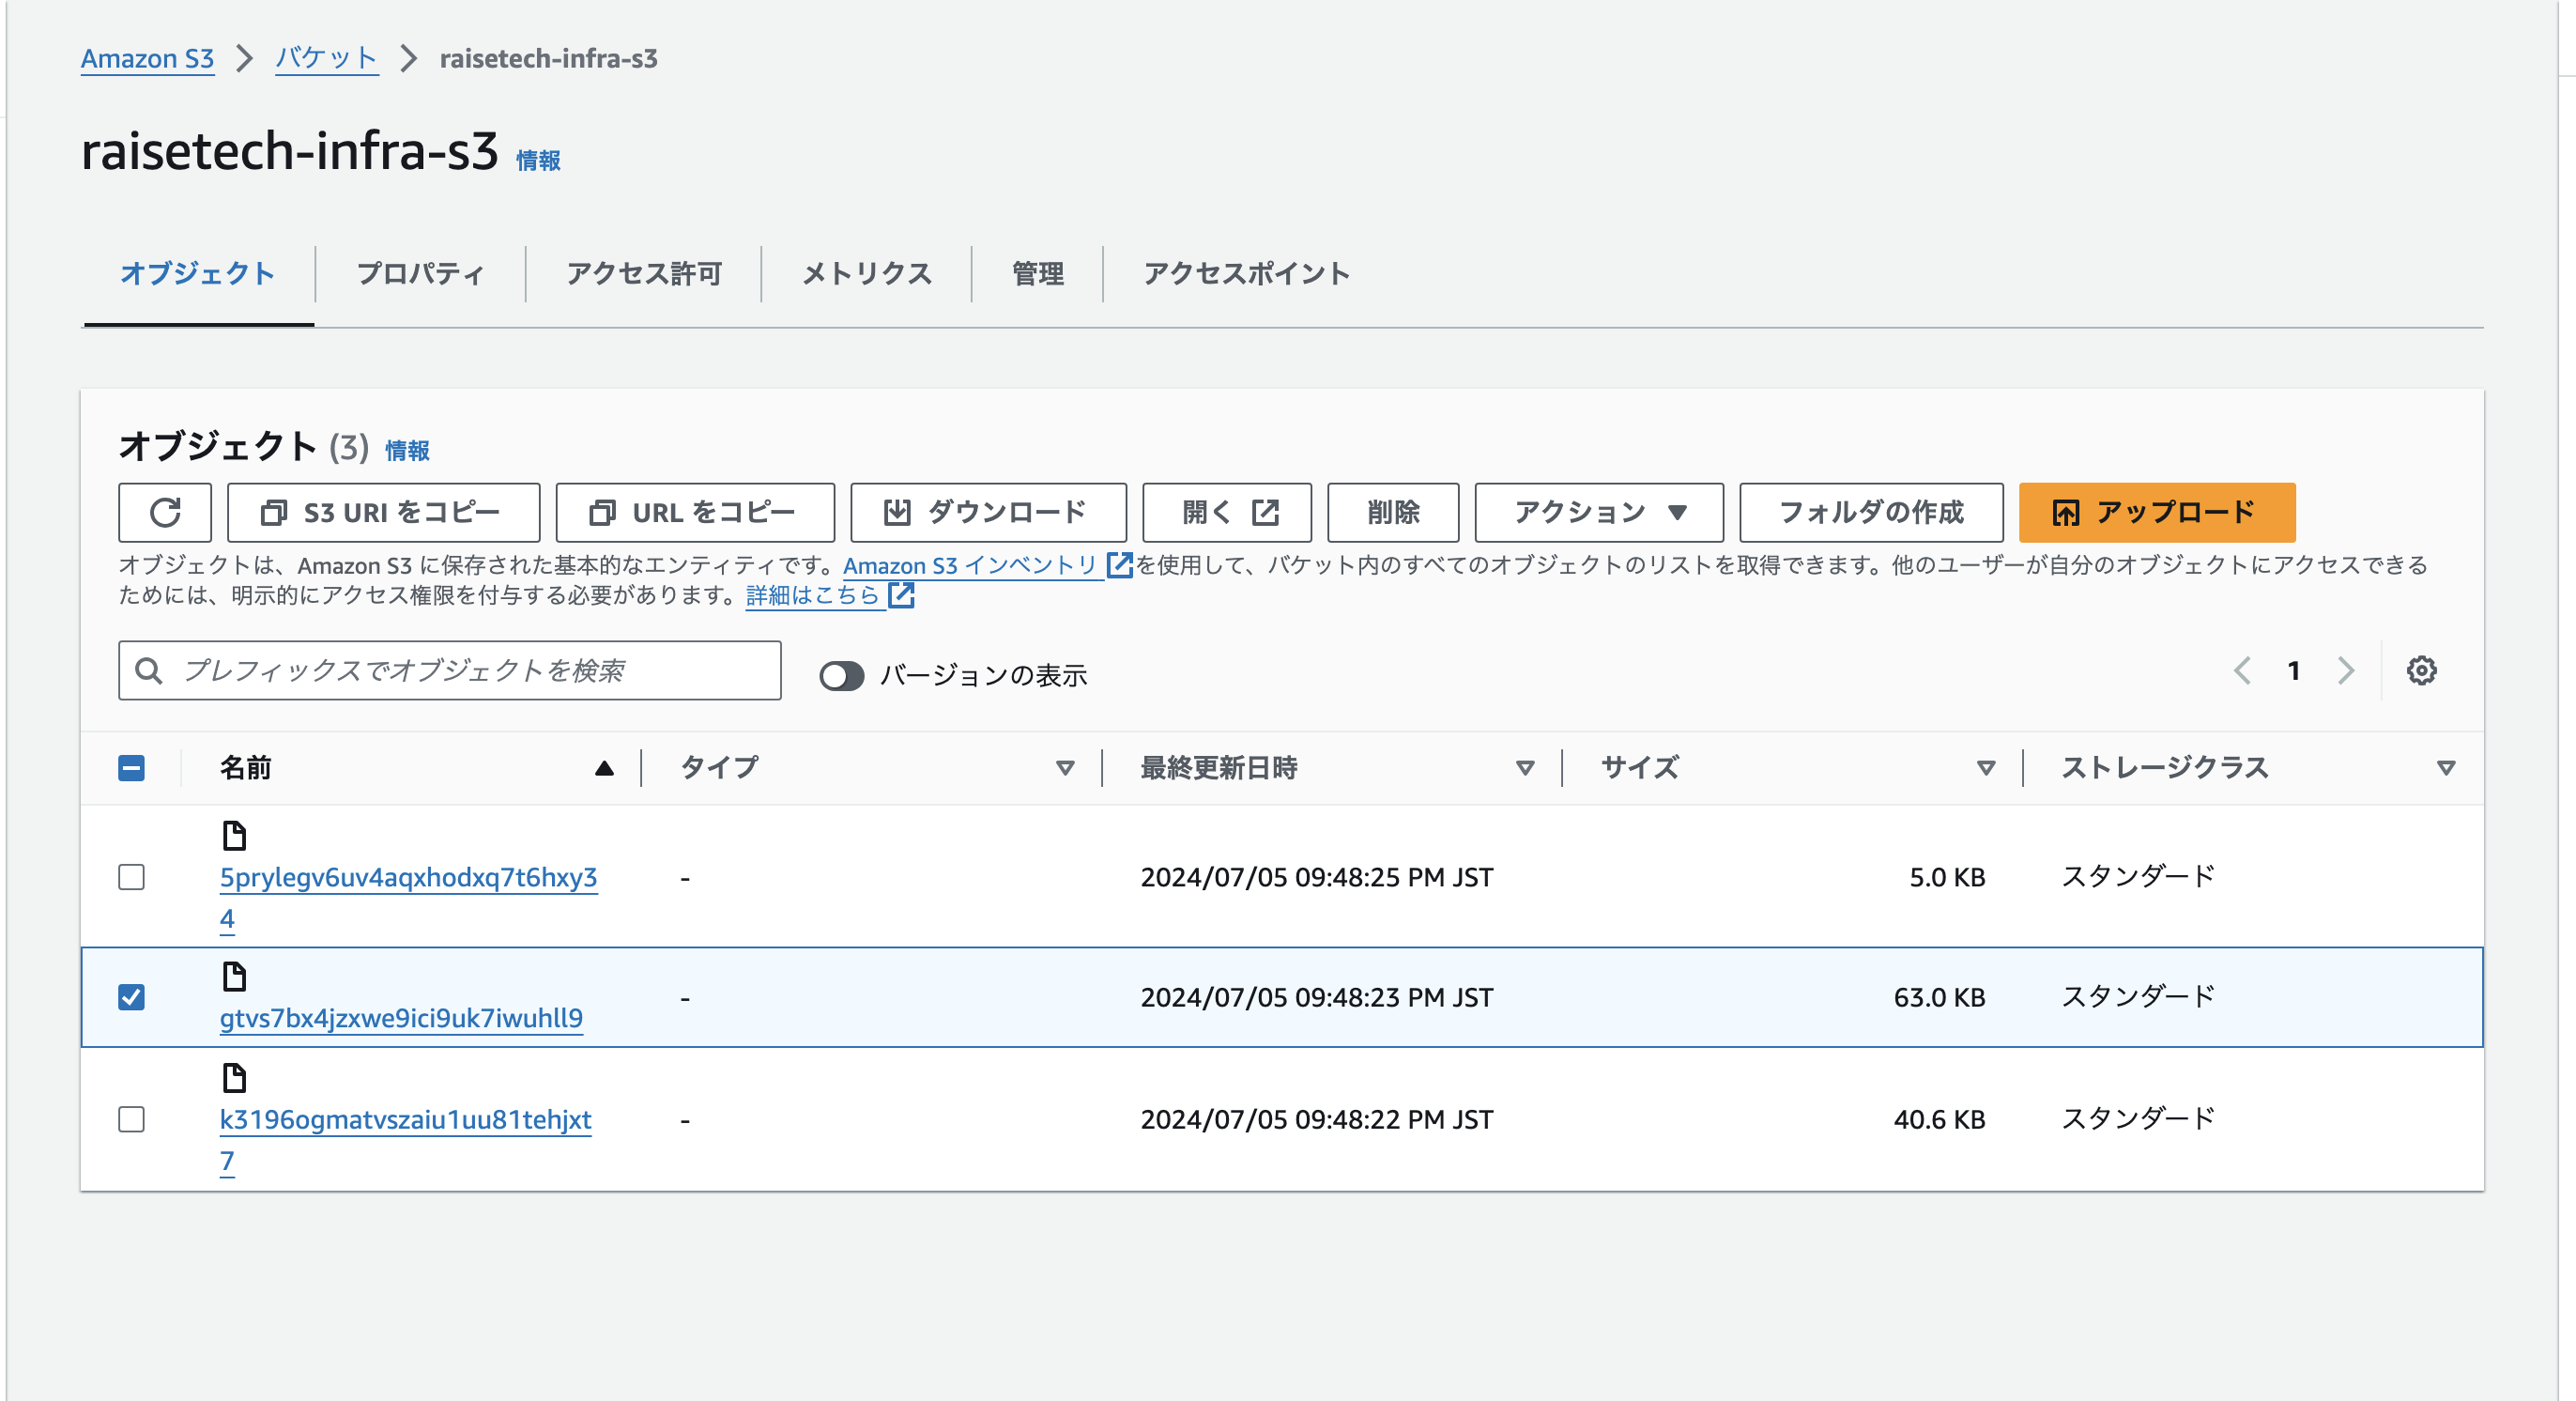 Amazon S3 > バケット > raisetech-infra-s3
raisetech-infra-s3 情報
オブジェクト プロパティ アクセス許可 メトリクス 管理 アクセスポイント
オブジェクト (3) 情報
S3 URI をコピー URL をコピー ダウンロード 開く 削除 アクション フォルダの作成 アップロード
オブジェクトは、Amazon S3 に保存された基本的なエンティティです。Amazon S3 インベントリ を使用して、バケット内のすべてのオブジェクトのリストを取得できます。他のユーザーが自分のオブジェクトにアクセスできる
ためには、明示的にアクセス権限を付与する必要があります。詳細はこちら
プレフィックスでオブジェクトを検索 バージョンの表示 1
名前 タイプ 最終更新日時 サイズ ストレージクラス
5prylegv6uv4aqxhodxq7t6hxy3 - 2024/07/05 09:48:25 PM JST 5.0 KB スタンダード
4
gtvs7bx4jzxwe9ici9uk7iwuhll9 - 2024/07/05 09:48:23 PM JST 63.0 KB スタンダード
k3196ogmatvszaiu1uu81tehjxt - 2024/07/05 09:48:22 PM JST 40.6 KB スタンダード
7